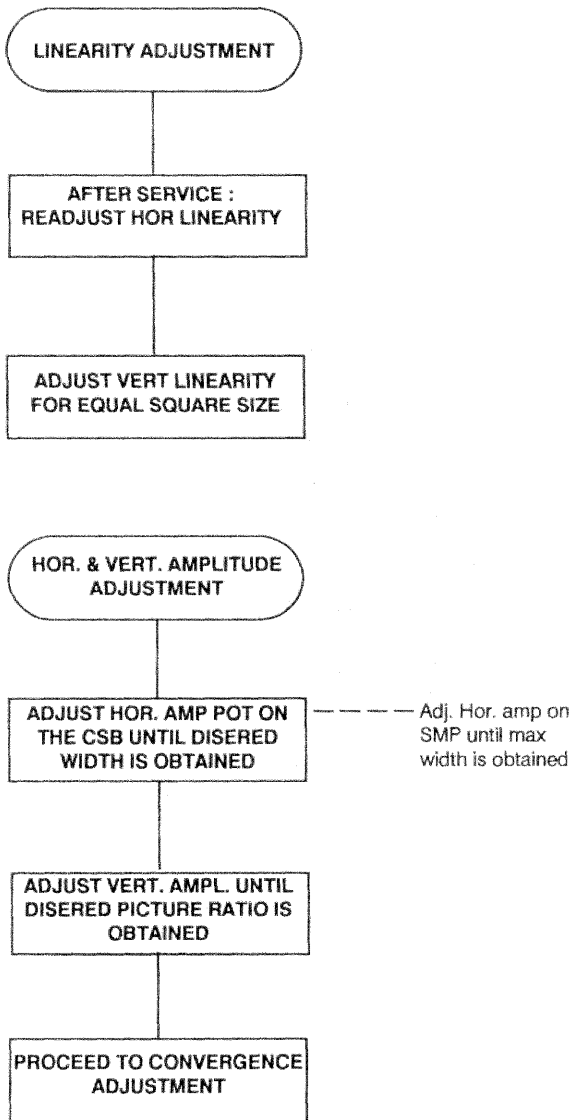 LINEARITY ADJUSTMENT
AFTER SERVICE :
READJUST HOR LINEARITY
ADJUST VERT LINEARITY
FOR EQUAL SQUARE SIZE
HOR. & VERT. AMPLITUDE
ADJUSTMENT
ADJUST HOR. AMP POT ON
THE CSB UNTIL DISERED
WIDTH IS OBTAINED
Adj. Hor. amp on
SMP until max
width is obtained
ADJUST VERT. AMPL. UNTIL
DISERED PICTURE RATIO IS
OBTAINED
PROCEED TO CONVERGENCE
ADJUSTMENT